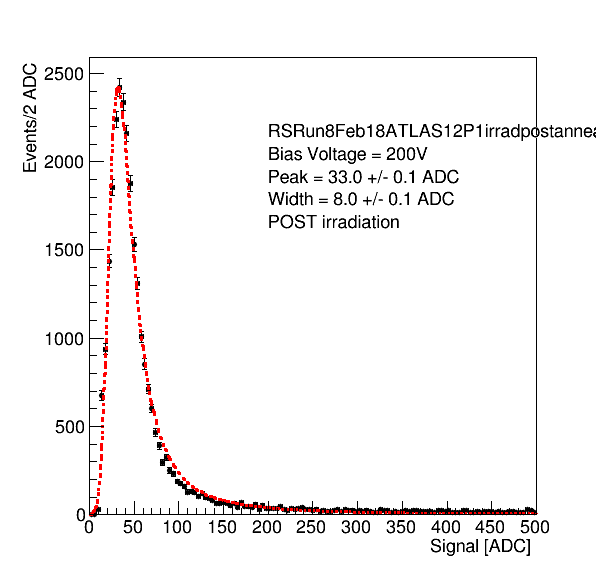 Events/2 ADC
2500
2000
1500
1000
500
0
RSRun8Feb18ATLAS12P1irradpostannea
Bias Voltage = 200V
Peak = 33.0 +/- 0.1 ADC
Width = 8.0 +/- 0.1 ADC
POST irradiation
0 50 100 150 200 250 300 350 400 450 500
Signal [ADC]